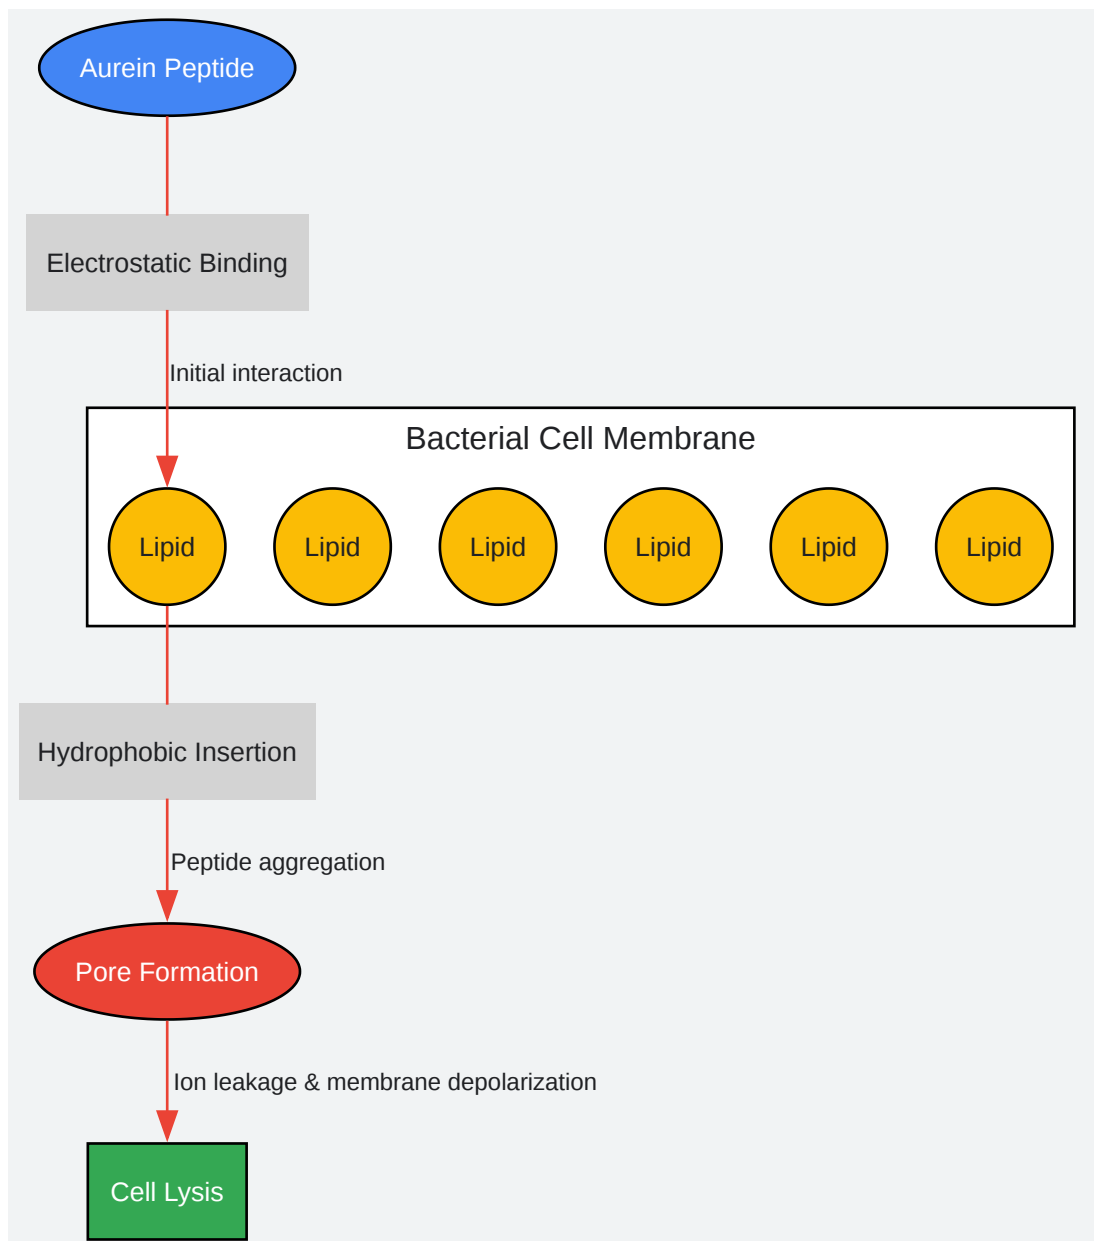 Aurein Peptide
Electrostatic Binding
Initial interaction
Bacterial Cell Membrane
Lipid Lipid Lipid Lipid Lipid Lipid
Hydrophobic Insertion
Peptide aggregation
Pore Formation
Ion leakage & membrane depolarization
Cell Lysis